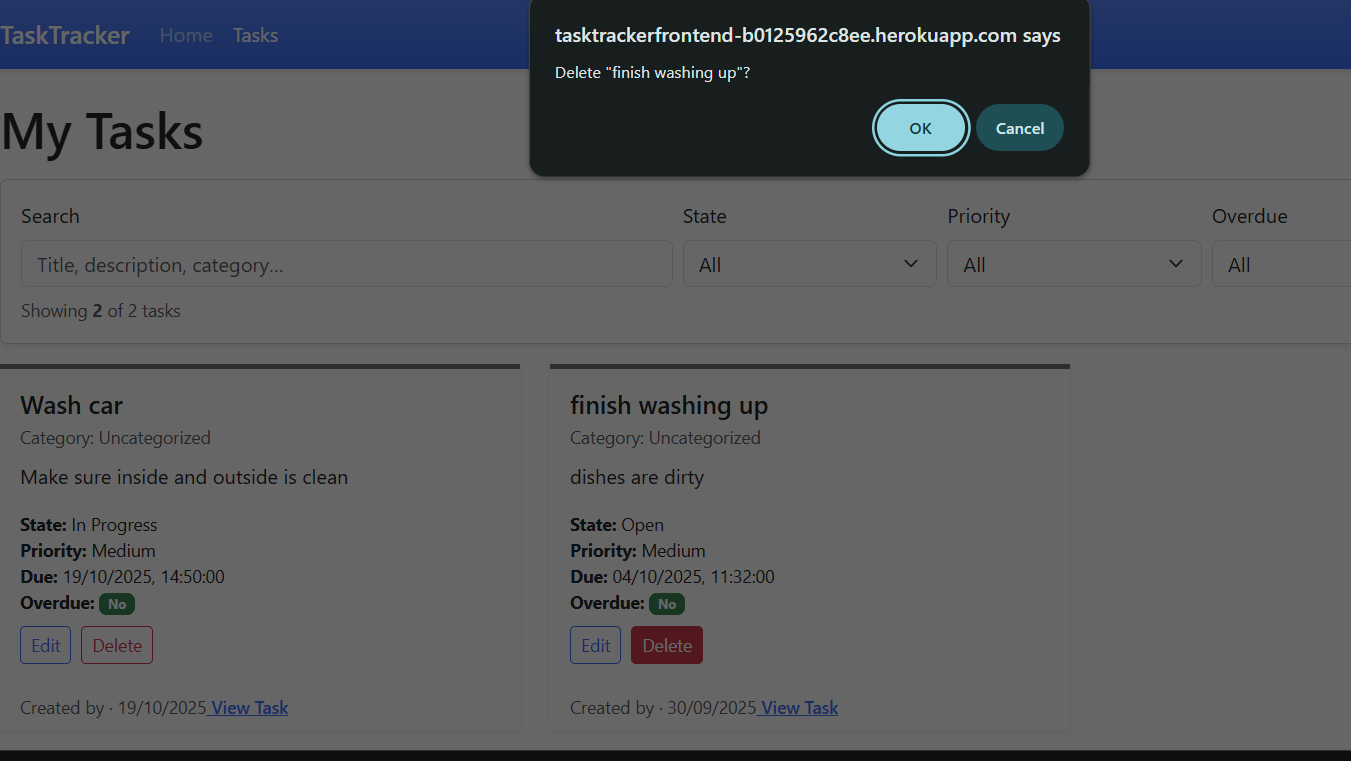 TaskTracker Home Tasks
tasktrackerfrontend-b0125962c8ee.herokuapp.com says
Delete "finish washing up"?
OK Cancel
My Tasks
Search State Priority Overdue
Title, description, category... All All All
Showing 2 of 2 tasks
Wash car
Category: Uncategorized
Make sure inside and outside is clean
State: In Progress
Priority: Medium
Due: 19/10/2025, 14:50:00
Overdue: No
Edit Delete
Created by · 19/10/2025 View Task
finish washing up
Category: Uncategorized
dishes are dirty
State: Open
Priority: Medium
Due: 04/10/2025, 11:32:00
Overdue: No
Edit Delete
Created by · 30/09/2025 View Task